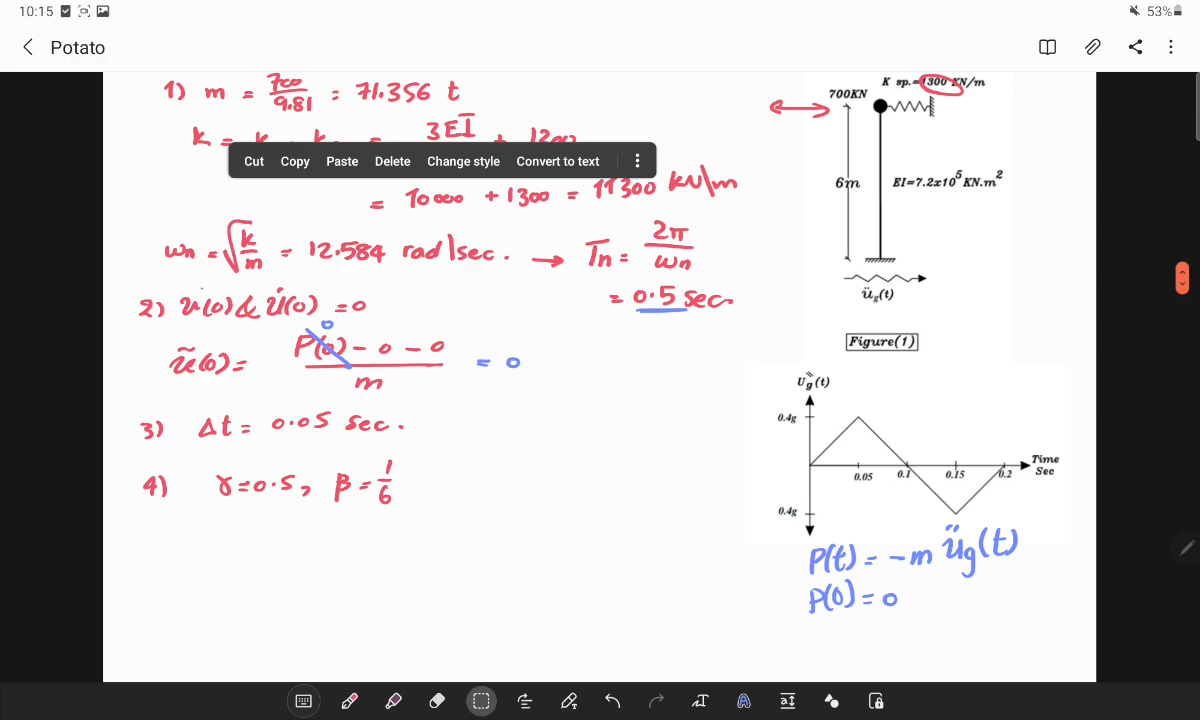 10:15
53%
Potato
1) m = 700/9.81 = 71.356 t
3EI
Cut Copy Paste Delete Change style Convert to text
= 10000 + 1300 = 11300 kN/m
ωn = √k/m = 12.584 rad/sec. → Tn = 2π/ωn
= 0.5 sec.
2) u(0) & u̇(0) = 0
ü(0) = P(0) - 0 - 0 / m = 0
0
3) Δt = 0.05 sec.
4) γ = 0.5, β = 1/6
K sp.=1300 KN/m
700KN
6m
EI=7.2x10⁵ KN.m²
üg(t)
Figure(1)
Üg(t)
0.4g
0.05 0.1 0.15 0.2
Time
Sec
0.4g
P(t) = -m üg(t)
P(0) = 0